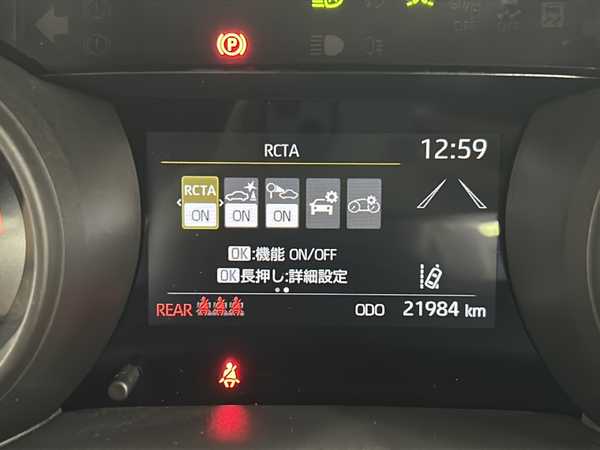 P
RCTA
12:59
RCTA
ON ON ON
OK:機能 ON/OFF
OK長押し:詳細設定
REAR ODO 21984 km